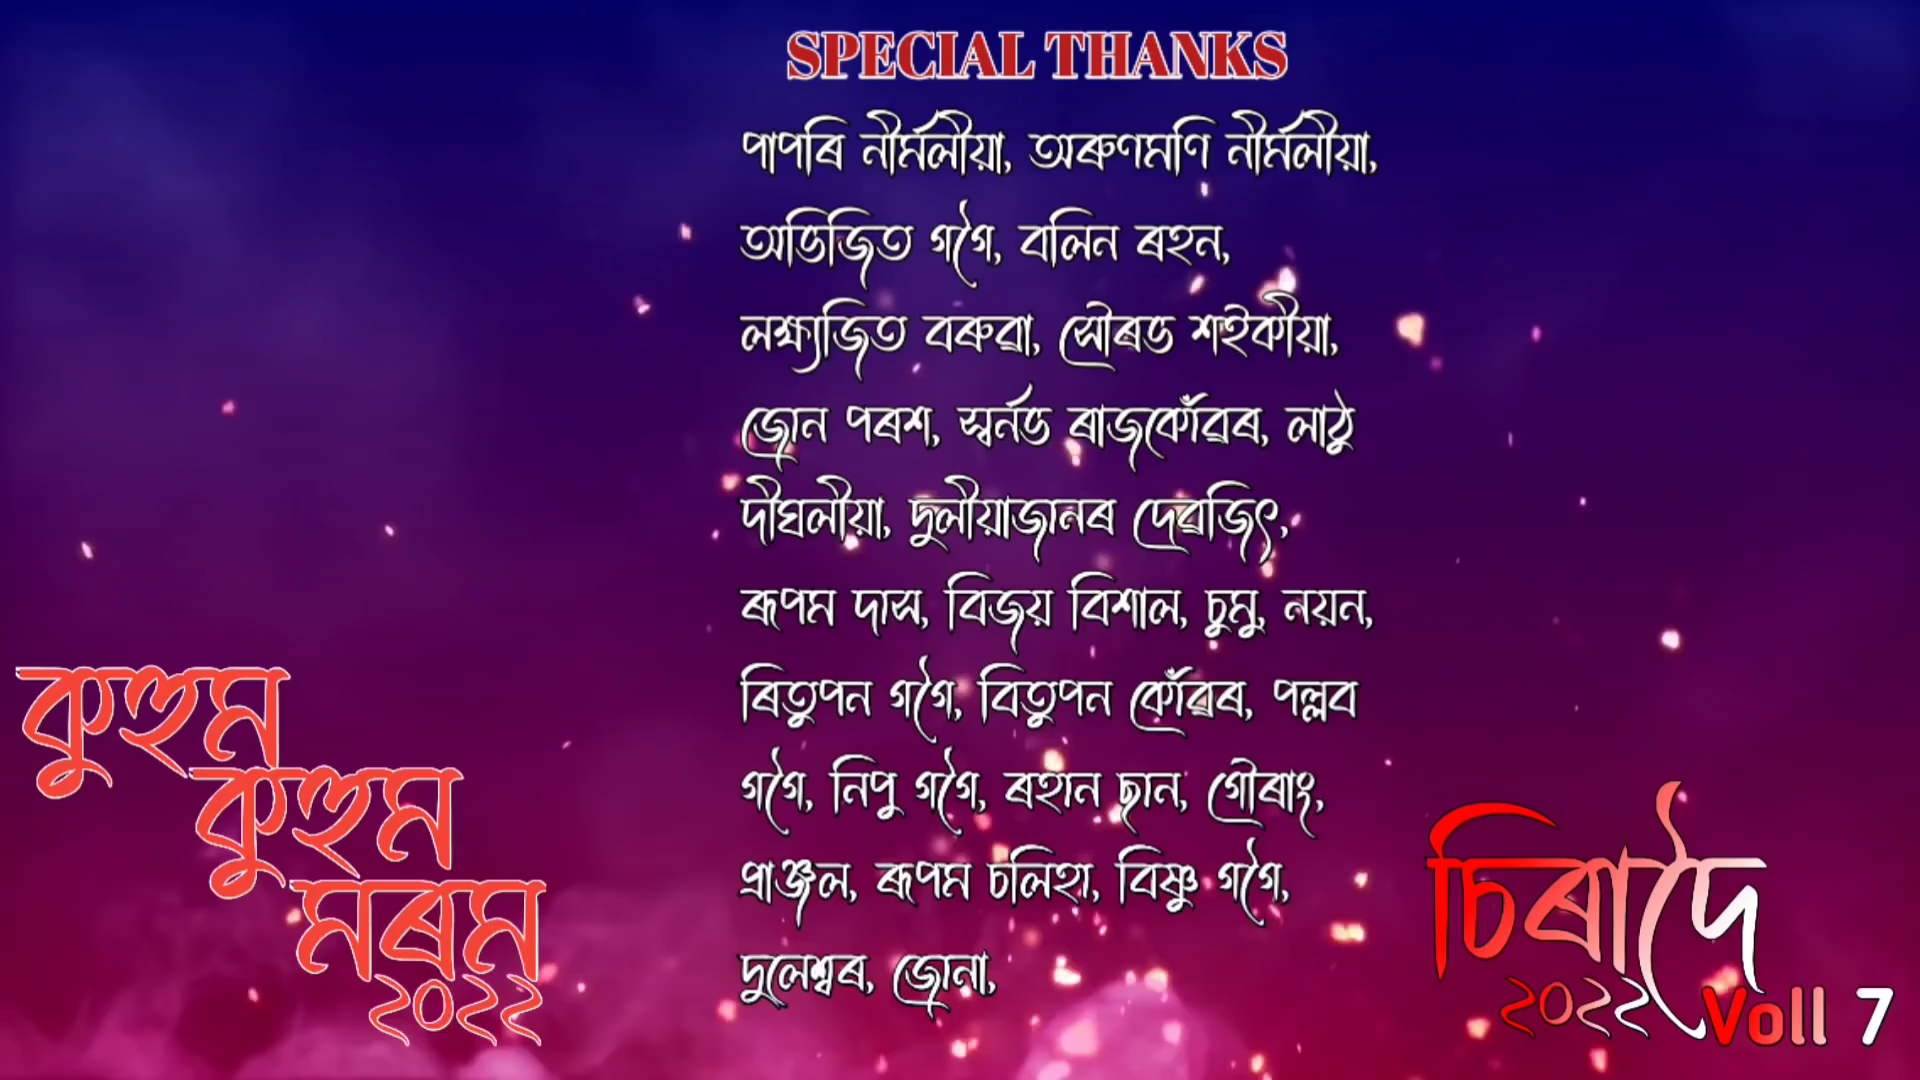 SPECIAL THANKS
পাপৰি নীৰ্মলীয়া, অৰুণমণি নীৰ্মলীয়া,
অভিজিত গগৈ, বলিন ৰহন,
লক্ষ্যজিত বৰুৱা, সৌৰভ শইকীয়া,
জোন পৰশ, স্বৰ্নভ ৰাজকোঁৱৰ, লাঠু
দীঘলীয়া, দুলীয়াজানৰ দেৱজিৎ,
ৰূপম দাস, বিজয় বিশাল, চুমু, নয়ন,
ৰিতুপন গগৈ, বিতুপন কোঁৱৰ, পল্লব
গগৈ, নিপু গগৈ, ৰহান ছান, গৌৰাং,
প্ৰাঞ্জল, ৰূপম চলিহা, বিষ্ণু গগৈ,
দুলেশ্বৰ, জোনা,
কুহুম
কুহুম
মৰম
২০২২
চিৰাদৈ
২০২২ Voll 7